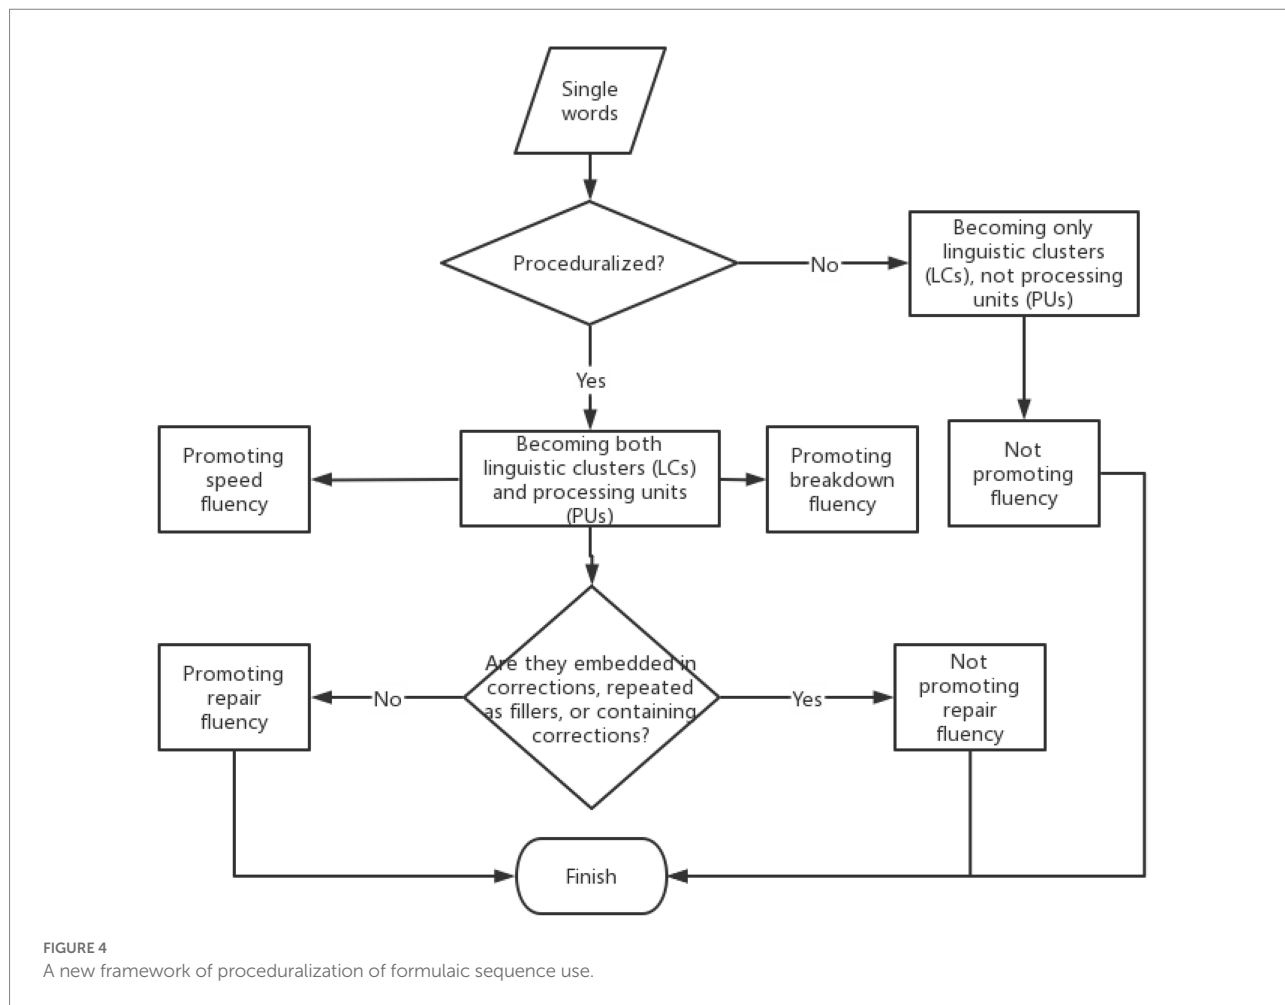 Single
words
Proceduralized?
No
Becoming only
linguistic clusters
(LCs), not processing
units (PUs)
Yes
Promoting
speed
fluency
Becoming both
linguistic clusters (LCs)
and processing units
(PUs)
Promoting
breakdown
fluency
Not
promoting
fluency
Promoting
repair
fluency
No
Are they embedded in
corrections, repeated
as fillers, or containing
corrections?
Yes
Not
promoting
repair
fluency
Finish
FIGURE 4
A new framework of proceduralization of formulaic sequence use.